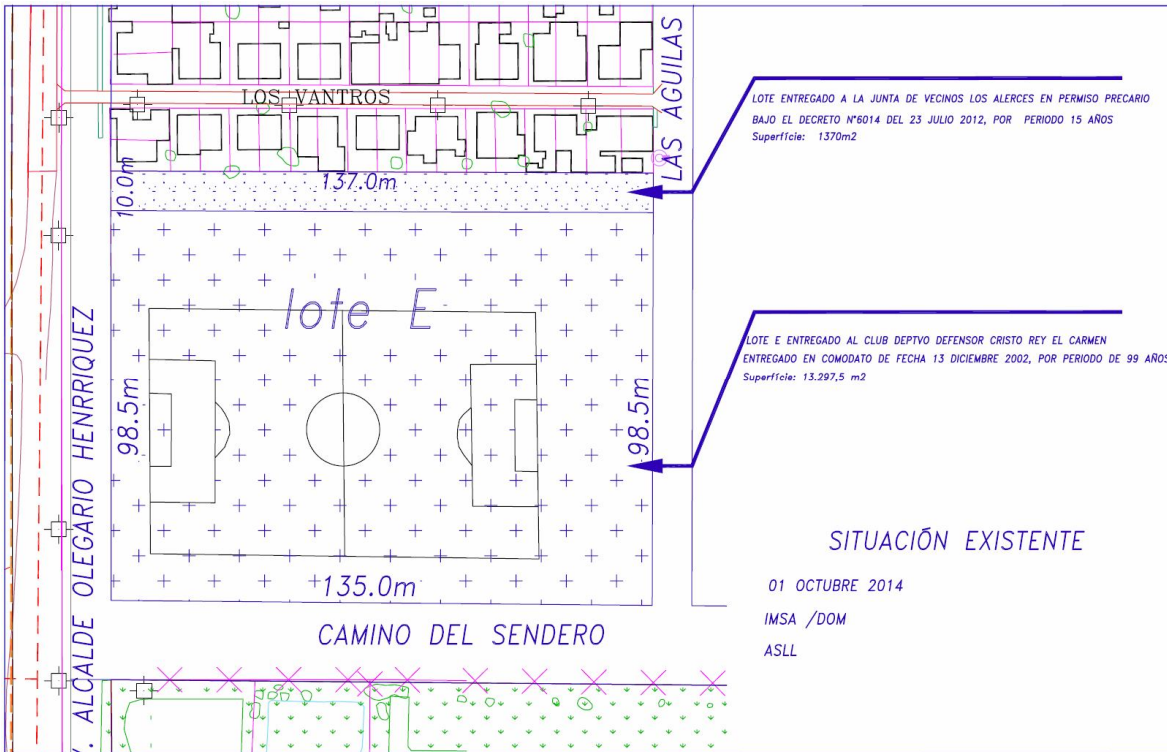 LOS VANTROS
LAS AGUILAS
137.0m
10.0m
lote E
98.5m
98.5m
135.0m
ALCALDE OLEGARIO HENRRIQUEZ
CAMINO DEL SENDERO
LOTE ENTREGADO A LA JUNTA DE VECINOS LOS ALERCES EN PERMISO PRECARIO
BAJO EL DECRETO N°6014 DEL 23 JULIO 2012, POR PERIODO 15 AÑOS
Superficie: 1370m2
LOTE E ENTREGADO AL CLUB DEPTVO DEFENSOR CRISTO REY EL CARMEN
ENTREGADO EN COMODATO DE FECHA 13 DICIEMBRE 2002, POR PERIODO DE 99 AÑOS
Superficie: 13.297,5 m2
SITUACIÓN EXISTENTE
01 OCTUBRE 2014
IMSA /DOM
ASLL